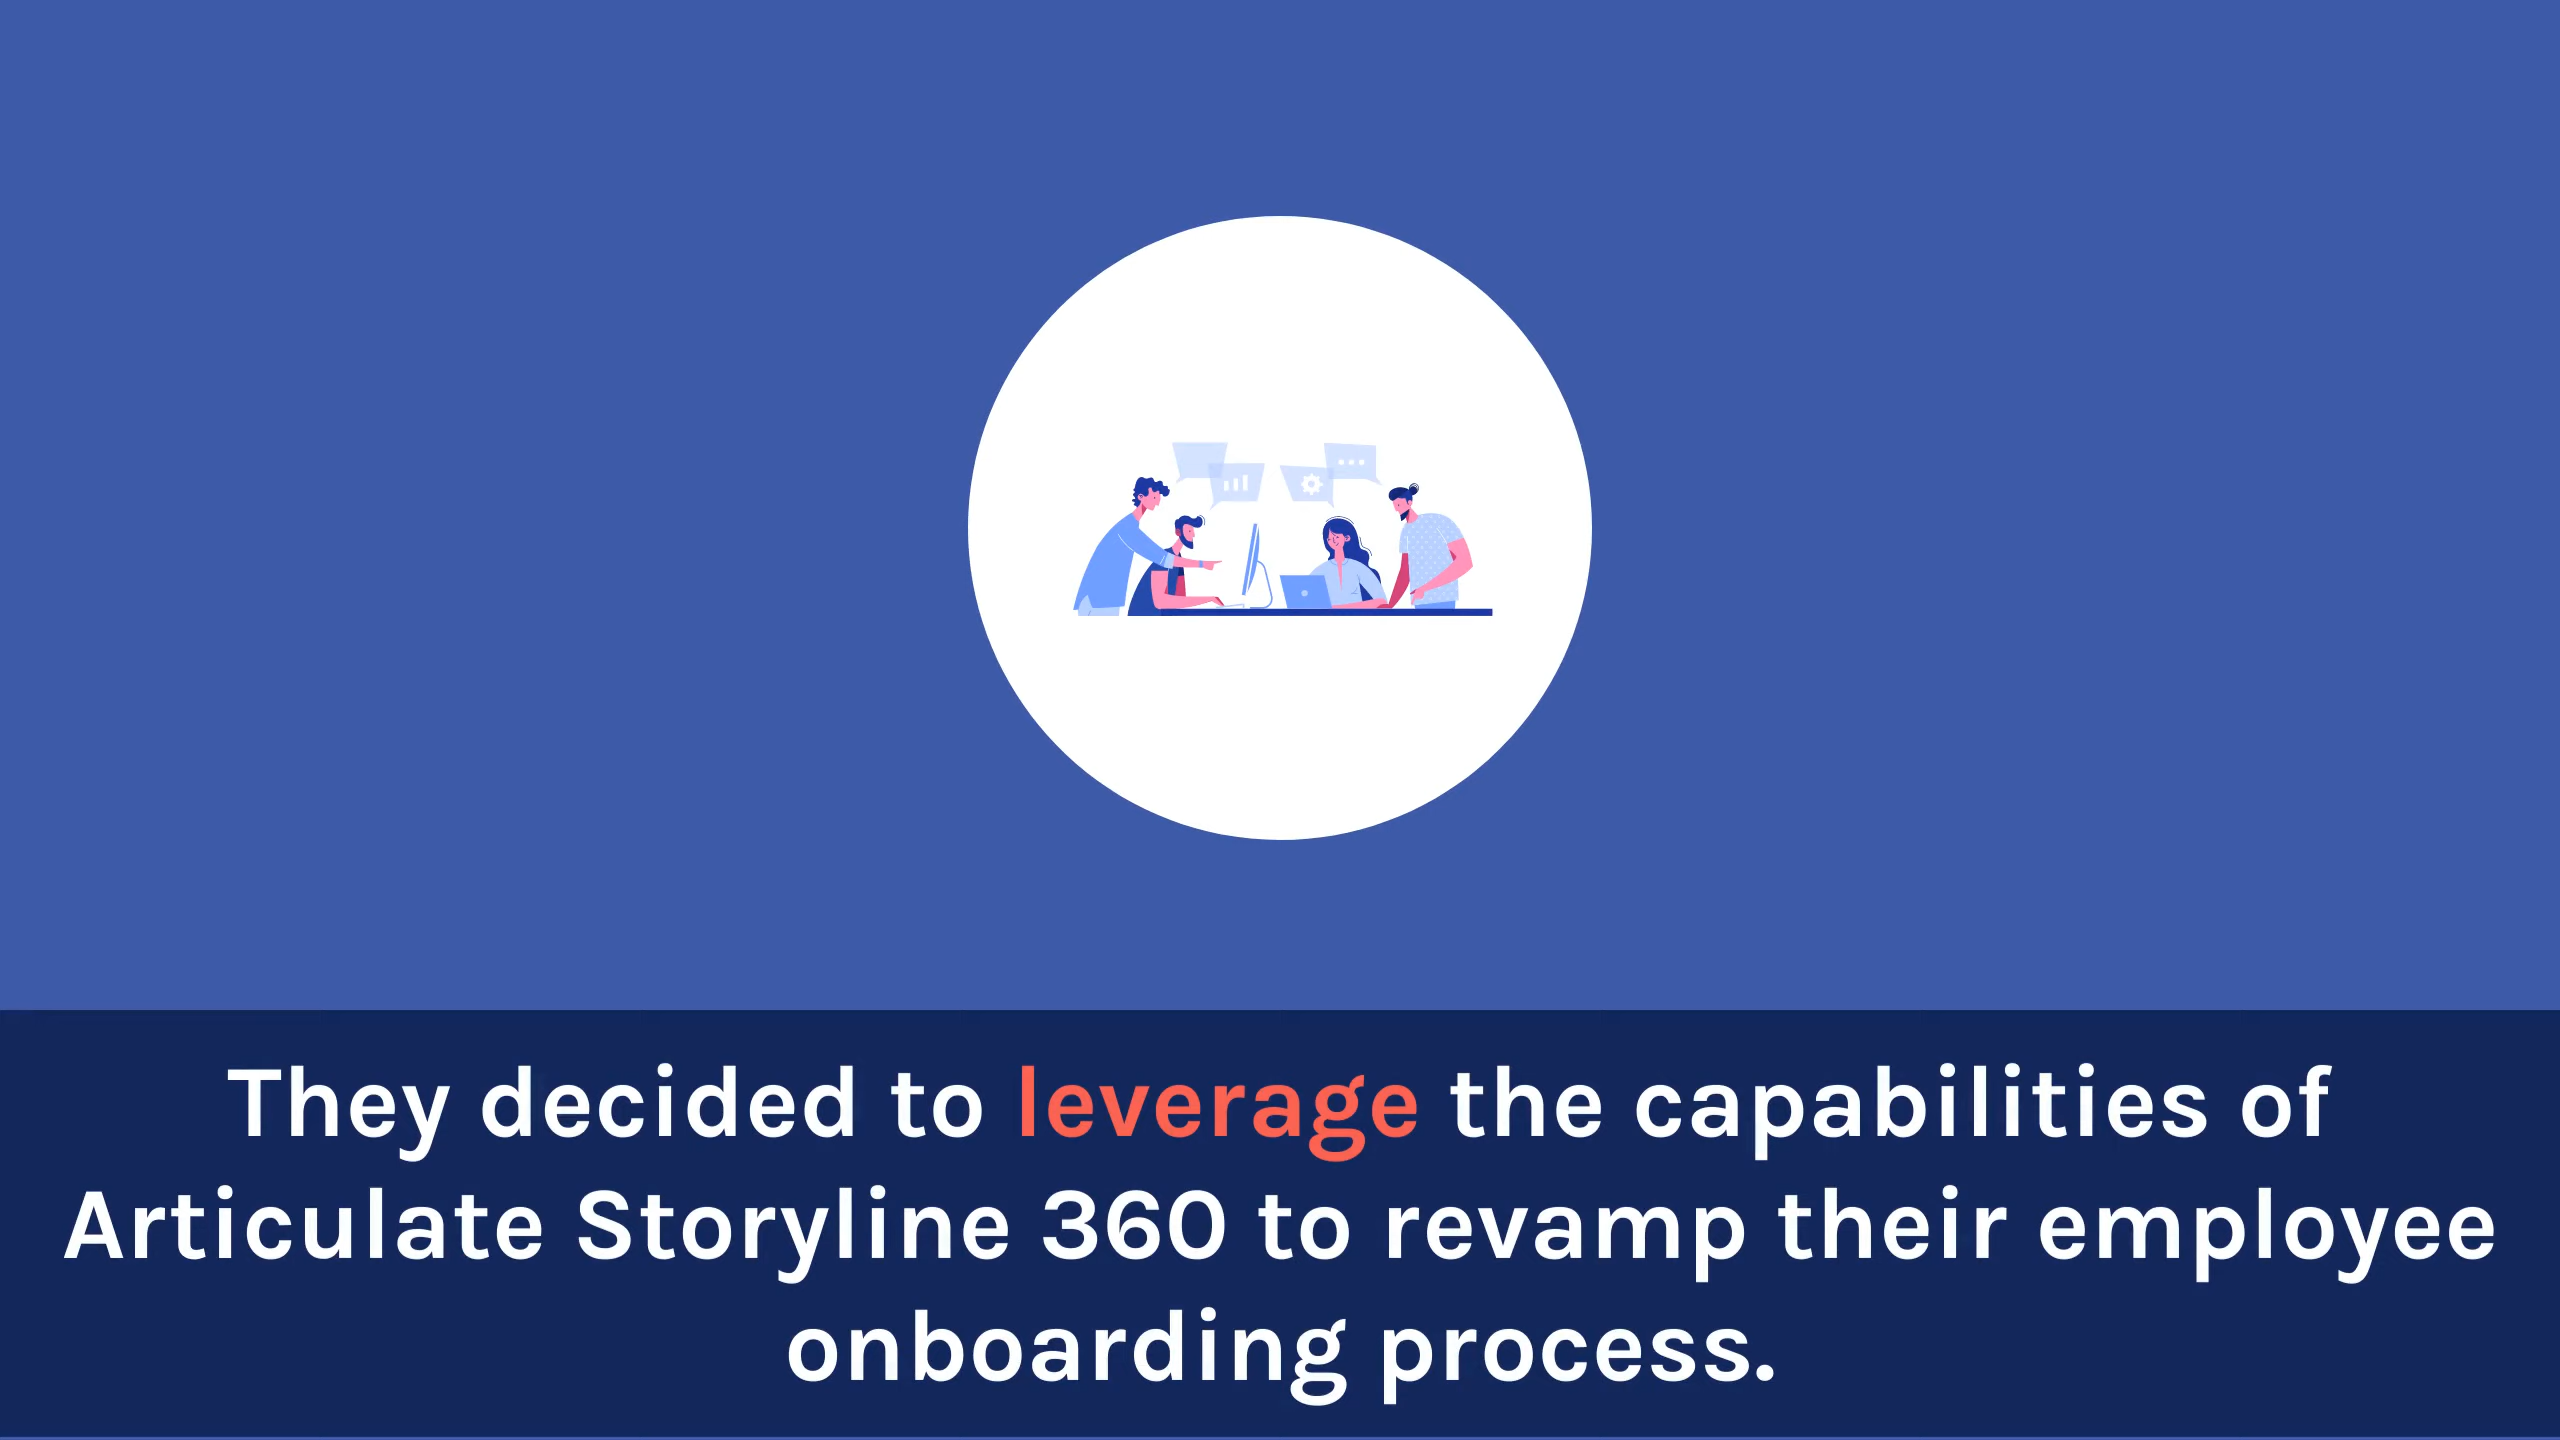 They decided to leverage the capabilities of
Articulate Storyline 360 to revamp their employee
onboarding process.